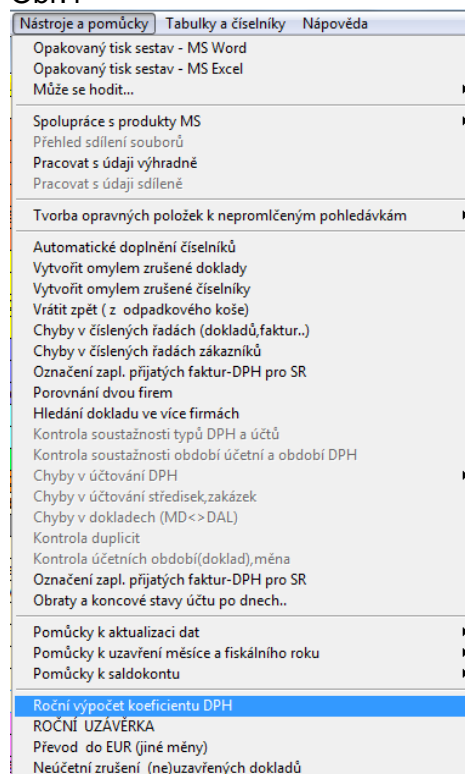 Nástroje a pomůcky Tabulky a číselníky Nápověda
Opakovaný tisk sestav - MS Word
Opakovaný tisk sestav - MS Excel
Může se hodit...
Spolupráce s produkty MS
Přehled sdílení souborů
Pracovat s údaji výhradně
Pracovat s údaji sdíleně
Tvorba opravných položek k nepromlčeným pohledávkám
Automatické doplnění číselníků
Vytvořit omylem zrušené doklady
Vytvořit omylem zrušené číselníky
Vrátit zpět ( z odpadkového koše)
Chyby v číslených řadách (dokladů,faktur..)
Chyby v číslených řadách zákazníků
Označení zapl. přijatých faktur-DPH pro SR
Porovnání dvou firem
Hledání dokladu ve více firmách
Kontrola soustažnosti typů DPH a účtů
Kontrola soustažnosti období účetní a období DPH
Chyby v účtování DPH
Chyby v účtování středisek,zakázek
Chyby v dokladech (MD<>DAL)
Kontrola duplicit
Kontrola účetních období(doklad),měna
Označení zapl. přijatých faktur-DPH pro SR
Obraty a koncové stavy účtu po dnech..
Pomůcky k aktualizaci dat
Pomůcky k uzavření měsíce a fiskálního roku
Pomůcky k saldokontu
Roční výpočet koeficientu DPH
ROČNÍ UZÁVĚRKA
Převod do EUR (jiné měny)
Neúčetní zrušení (ne)uzavřených dokladů